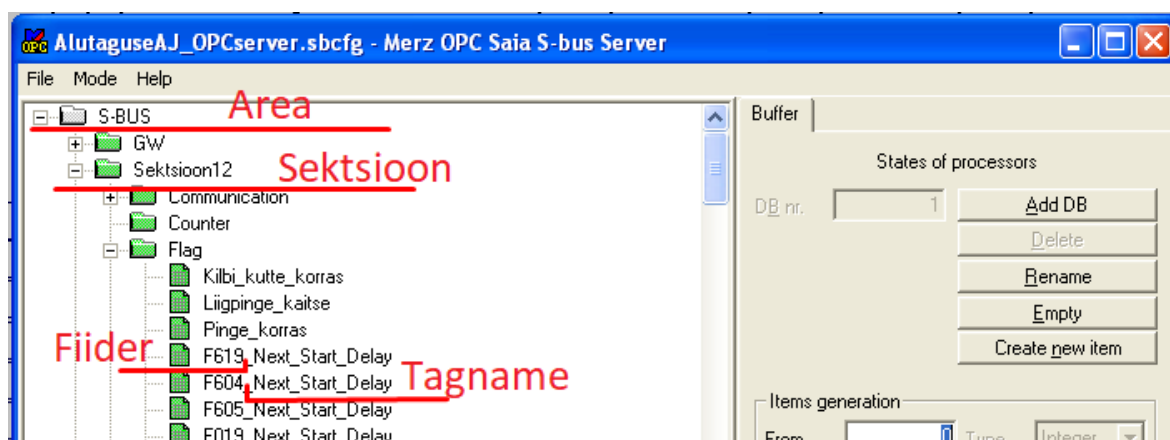 AlutaguseAJ_OPCserver.sbcfg - Merz OPC Saia S-bus Server
File Mode Help
S-BUS Area
GW
Sektsioon12 Sektsioon
Communication
Counter
Flag
Kilbi_kutte_korras
Liigpinge_kaitse
Pinge_korras
Fiider F619_Next_Start_Delay
F604_Next_Start_Delay Tagname
F605_Next_Start_Delay
F019_Next_Start_Delay
Buffer
States of processors
DB nr. 1 Add DB
Delete
Rename
Empty
Create new item
Items generation
From 0 Type Integer